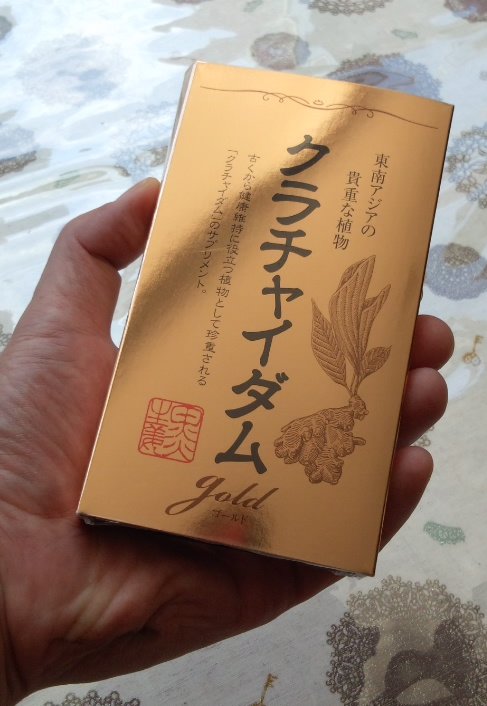 東南アジアの
貴重な植物
クラチャイダム
古くから健康維持に役立つ植物として珍重される
「クラチャイダム」のサプリメント。
gold
ゴールド